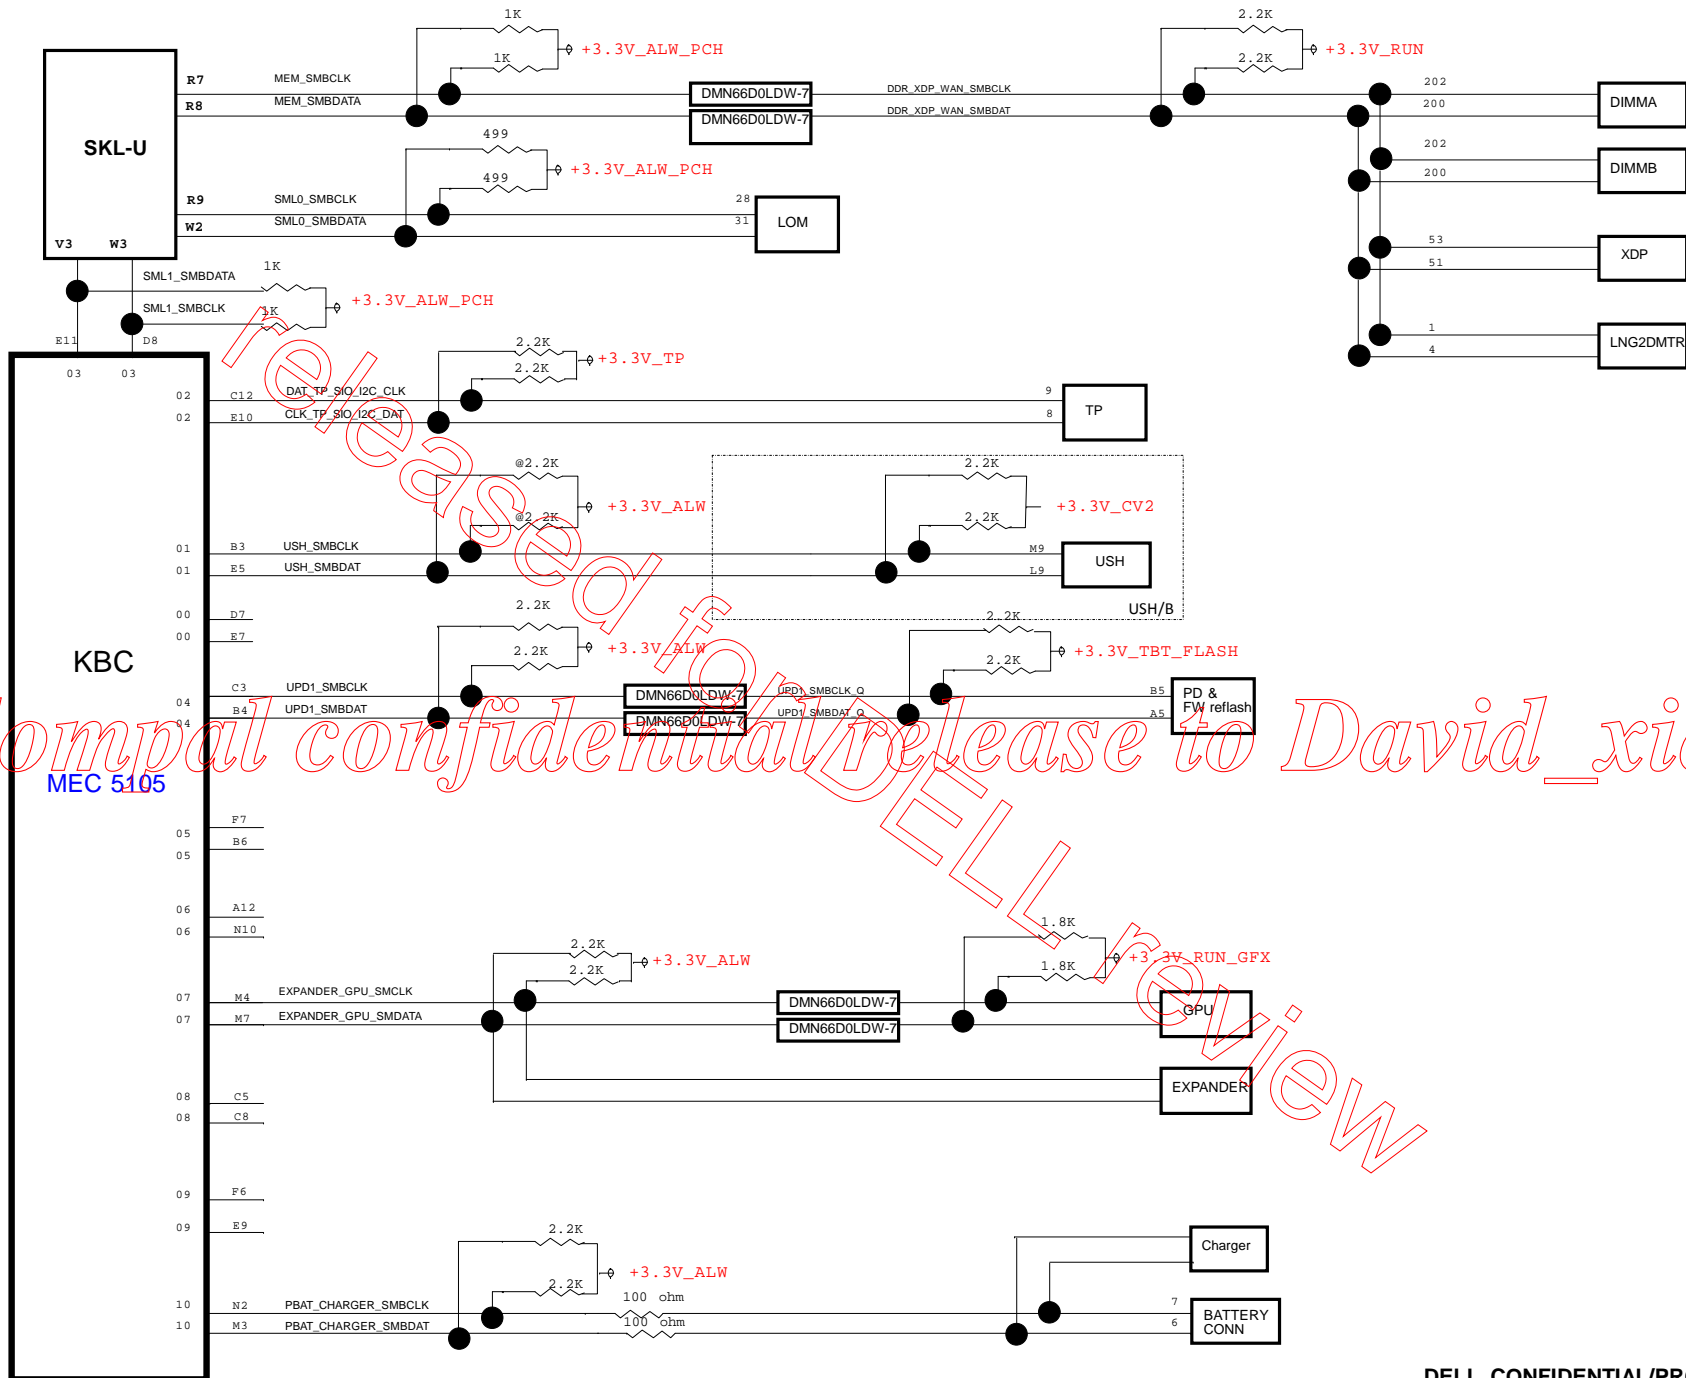 1K
+3.3V_ALW_PCH
1K
2.2K
+3.3V_RUN
2.2K
SKL-U
R7 MEM_SMBCLK
R8 MEM_SMBDATA
DMN66D0LDW-7
DMN66D0LDW-7
DDR_XDP_WAN_SMBCLK
DDR_XDP_WAN_SMBDAT
202
200
DIMMA
499
+3.3V_ALW_PCH
499
202
200
DIMMB
R9 SML0_SMBCLK
W2 SML0_SMBDATA
28
31
LOM
V3 W3
53
51
XDP
SML1_SMBDATA
1K
+3.3V_ALW_PCH
SML1_SMBCLK
1K
1
4
LNG2DMTR
E11 D8
03 03
2.2K
+3.3V_TP
2.2K
02 C12 DAT_TP_SIO_I2C_CLK
02 E10 CLK_TP_SIO_I2C_DAT
9
8
TP
@2.2K
+3.3V_ALW
@2.2K
2.2K
+3.3V_CV2
2.2K
01 B3 USH_SMBCLK
01 E5 USH_SMBDAT
M9
L9
USH
USH/B
00 D7
00 E7
KBC
MEC 5105
2.2K
+3.3V_ALW
2.2K
2.2K
+3.3V_TBT_FLASH
2.2K
04 C3 UPD1_SMBCLK
04 B4 UPD1_SMBDAT
DMN66D0LDW-7
DMN66D0LDW-7
UPD1_SMBCLK_Q
UPD1_SMBDAT_Q
B5
A5
PD &
FW reflash
ompal confidential release to David_xi
released for DELL review
05 F7
05 B6
06 A12
06 N10
2.2K
+3.3V_ALW
2.2K
1.8K
+3.3V_RUN_GFX
1.8K
07 M4 EXPANDER_GPU_SMCLK
07 M7 EXPANDER_GPU_SMDATA
DMN66D0LDW-7
DMN66D0LDW-7
GPU
EXPANDER
08 C5
08 C8
09 F6
09 E9
2.2K
+3.3V_ALW
2.2K
Charger
10 N2 PBAT_CHARGER_SMBCLK
10 M3 PBAT_CHARGER_SMBDAT
100 ohm
100 ohm
7
6
BATTERY
CONN
DELL CONFIDENTIAL/PR